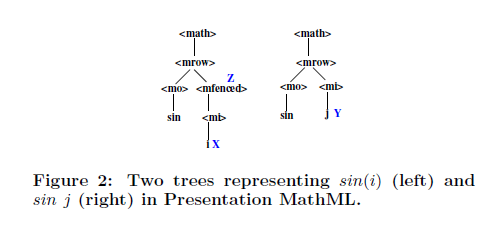 <math> <math>
<mrow> <mrow>
Z
<mo> <mfenced> <mo> <mi>
sin <mi> sin j Y
i X
Figure 2: Two trees representing sin(i) (left) and
sin j (right) in Presentation MathML.